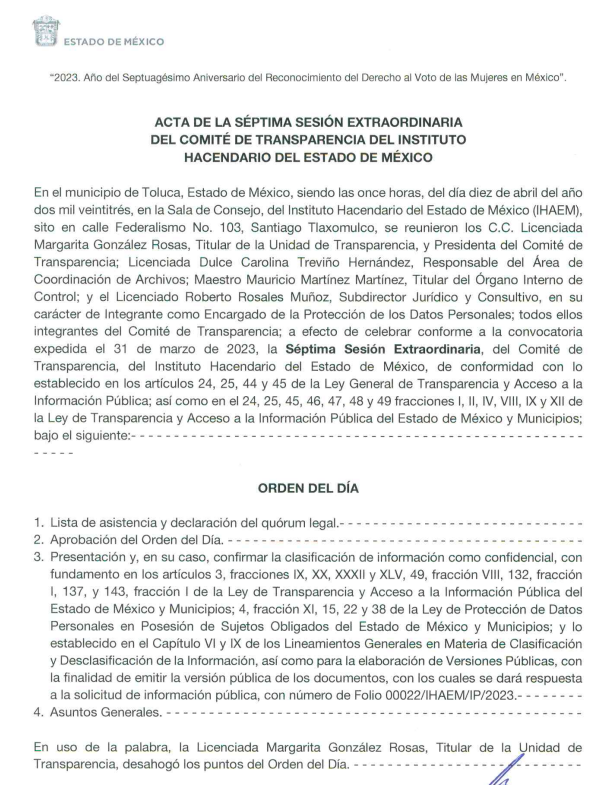 ESTADO DE MÉXICO
"2023. Año del Septuagésimo Aniversario del Reconocimiento del Derecho al Voto de las Mujeres en México".
ACTA DE LA SÉPTIMA SESIÓN EXTRAORDINARIA
DEL COMITÉ DE TRANSPARENCIA DEL INSTITUTO
HACENDARIO DEL ESTADO DE MÉXICO
En el municipio de Toluca, Estado de México, siendo las once horas, del día diez de abril del año
dos mil veintitrés, en la Sala de Consejo, del Instituto Hacendario del Estado de México (IHAEM),
sito en calle Federalismo No. 103, Santiago Tlaxomulco, se reunieron los C.C. Licenciada
Margarita González Rosas, Titular de la Unidad de Transparencia, y Presidenta del Comité de
Transparencia; Licenciada Dulce Carolina Treviño Hernández, Responsable del Área de
Coordinación de Archivos; Maestro Mauricio Martínez Martínez, Titular del Órgano Interno de
Control; y el Licenciado Roberto Rosales Muñoz, Subdirector Jurídico y Consultivo, en su
carácter de Integrante como Encargado de la Protección de los Datos Personales; todos ellos
integrantes del Comité de Transparencia; a efecto de celebrar conforme a la convocatoria
expedida el 31 de marzo de 2023, la Séptima Sesión Extraordinaria, del Comité de
Transparencia, del Instituto Hacendario del Estado de México, de conformidad con lo
establecido en los artículos 24, 25, 44 y 45 de la Ley General de Transparencia y Acceso a la
Información Pública; así como en el 24, 25, 45, 46, 47, 48 y 49 fracciones I, II, IV, VIII, IX y XII de
la Ley de Transparencia y Acceso a la Información Pública del Estado de México y Municipios;
bajo el siguiente:- - - - - - - - - - - - - - - - - - - - - - - - - - - - - - - - - - - - - - - - - - - - - - - - - - - - - - - -
- - - - -
ORDEN DEL DÍA
1. Lista de asistencia y declaración del quórum legal.- - - - - - - - - - - - - - - - - - - - - - - - - - - - - -
2. Aprobación del Orden del Día. - - - - - - - - - - - - - - - - - - - - - - - - - - - - - - - - - - - - - - - - - - - -
3. Presentación y, en su caso, confirmar la clasificación de información como confidencial, con
fundamento en los artículos 3, fracciones IX, XX, XXXII y XLV, 49, fracción VIII, 132, fracción
I, 137, y 143, fracción I de la Ley de Transparencia y Acceso a la Información Pública del
Estado de México y Municipios; 4, fracción XI, 15, 22 y 38 de la Ley de Protección de Datos
Personales en Posesión de Sujetos Obligados del Estado de México y Municipios; y lo
establecido en el Capítulo VI y IX de los Lineamientos Generales en Materia de Clasificación
y Desclasificación de la Información, así como para la elaboración de Versiones Públicas, con
la finalidad de emitir la versión pública de los documentos, con los cuales se dará respuesta
a la solicitud de información pública, con número de Folio 00022/IHAEM/IP/2023.- - - - - - - -
4. Asuntos Generales. - - - - - - - - - - - - - - - - - - - - - - - - - - - - - - - - - - - - - - - - - - - - - - - - - - - -
En uso de la palabra, la Licenciada Margarita González Rosas, Titular de la Unidad de
Transparencia, desahogó los puntos del Orden del Día. - - - - - - - - - - - - - - - - - - - - - - - - - - - -